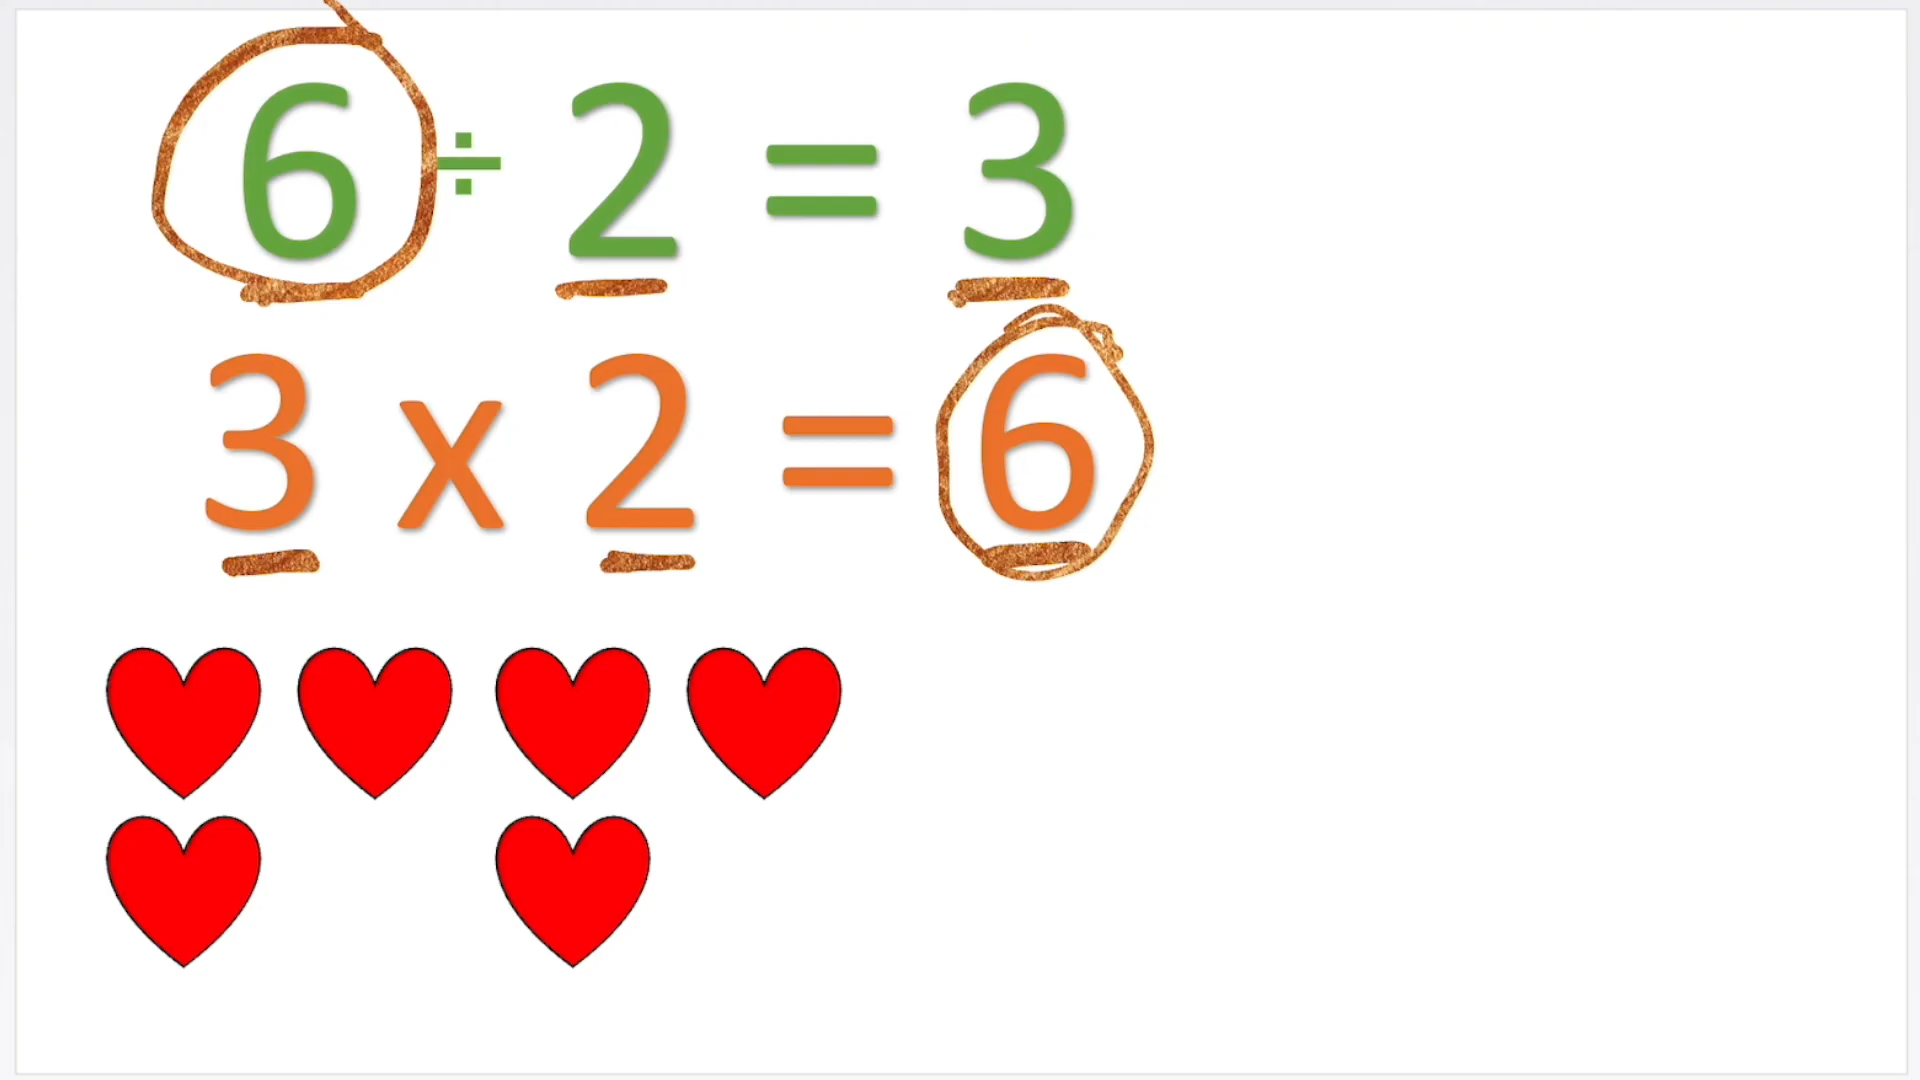 6 ÷ 2 = 3
3 x 2 = 6